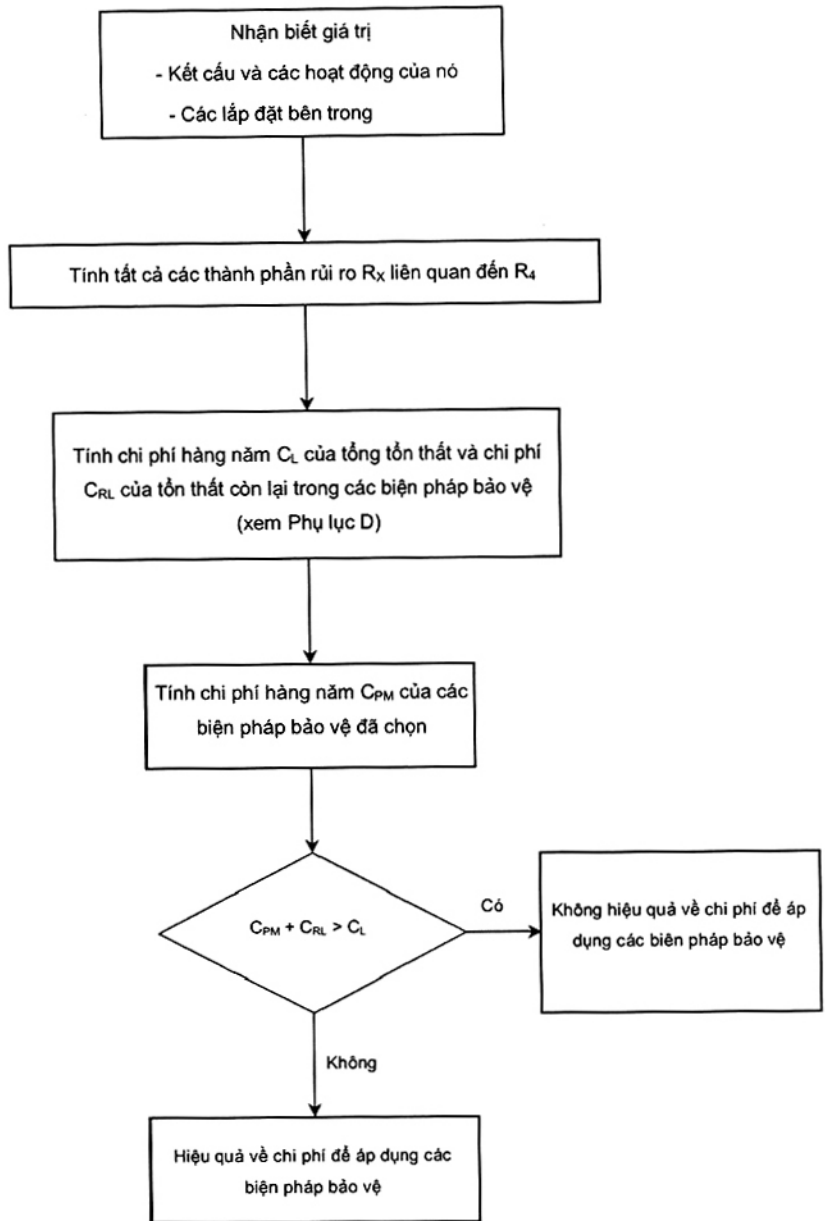 Nhận biết giá trị
- Kết cấu và các hoạt động của nó
- Các lắp đặt bên trong
Tính tất cả các thành phần rủi ro Rx liên quan đến R4
Tính chi phí hàng năm CL của tổng tổn thất và chi phí
CRL của tổn thất còn lại trong các biện pháp bảo vệ
(xem Phụ lục D)
Tính chi phí hàng năm CPM của các
biện pháp bảo vệ đã chọn
CPM + CRL > CL
Có
Không hiệu quả về chi phí để áp
dụng các biên pháp bảo vệ
Không
Hiệu quả về chi phí để áp dụng các
biện pháp bảo vệ